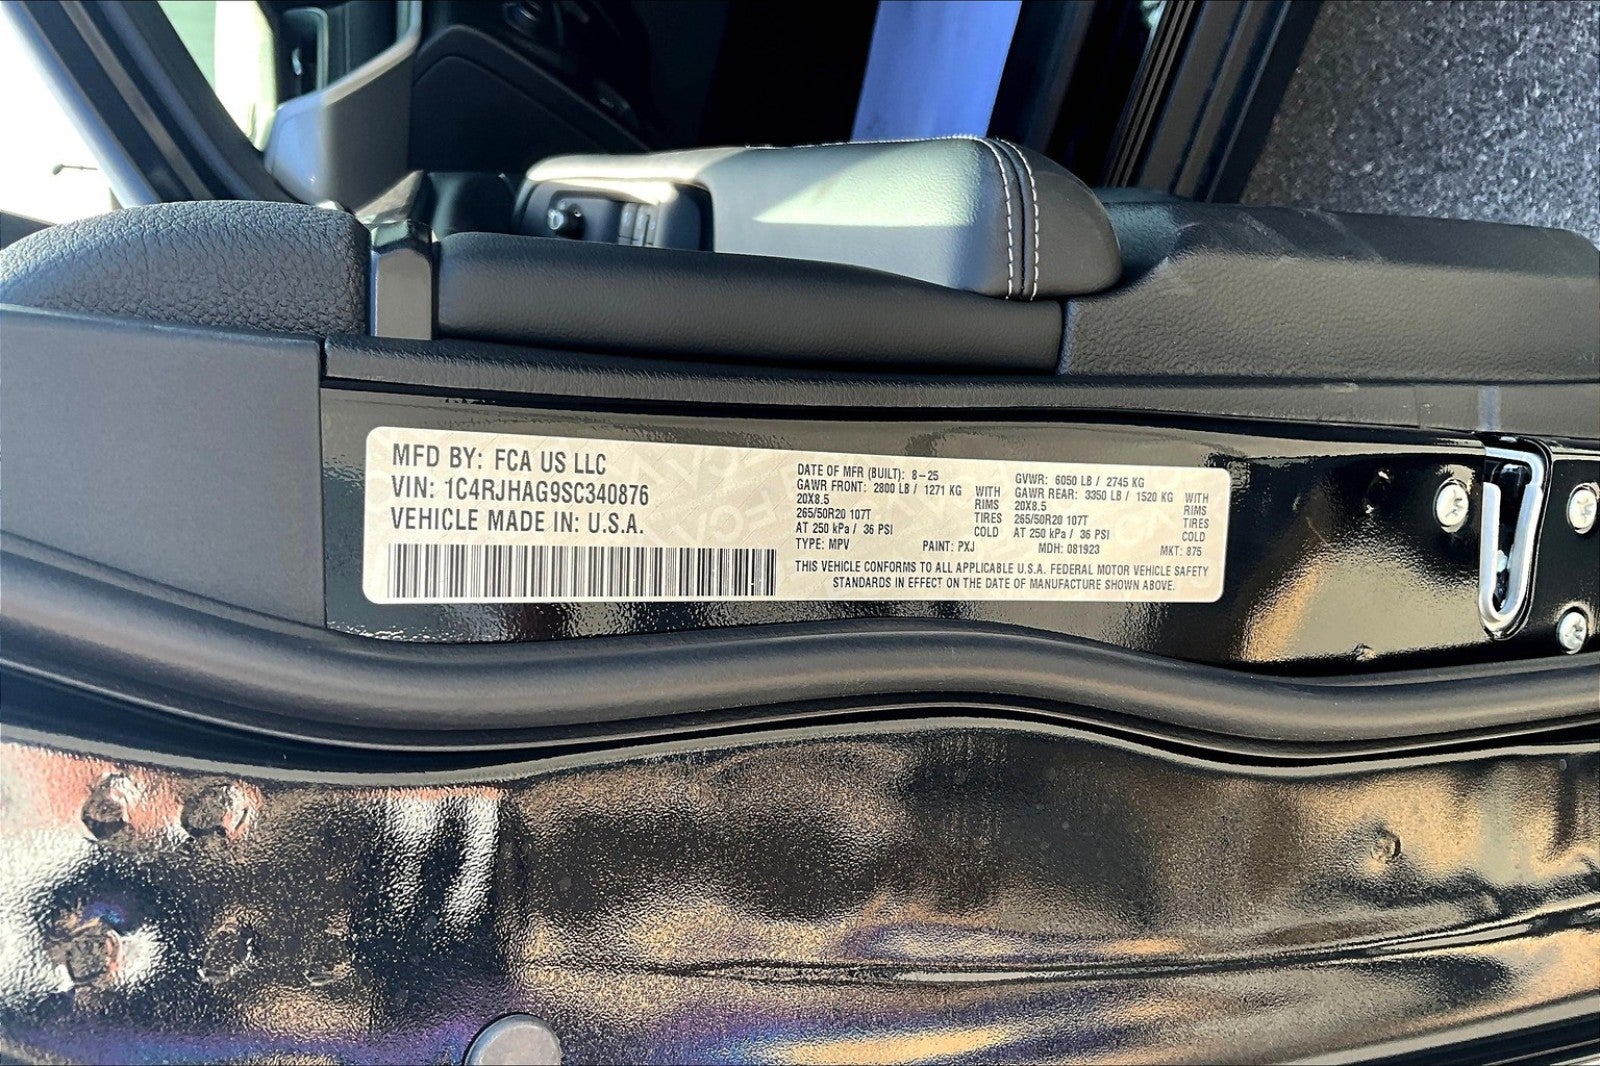 MFD BY: FCA US LLC
VIN: 1C4RJHAG9SC340876
VEHICLE MADE IN: U.S.A.
DATE OF MFR (BUILT): 8-25 GVWR: 6050 LB / 2745 KG
GAWR FRONT: 2800 LB / 1271 KG WITH GAWR REAR: 3350 LB / 1520 KG WITH
20X8.5 RIMS 20X8.5 RIMS
265/50R20 107T TIRES 265/50R20 107T TIRES
AT 250 kPa / 36 PSI COLD AT 250 kPa / 36 PSI COLD
TYPE: MPV PAINT: PXJ MDH: 081923 MKT: 875
THIS VEHICLE CONFORMS TO ALL APPLICABLE U.S.A. FEDERAL MOTOR VEHICLE SAFETY
STANDARDS IN EFFECT ON THE DATE OF MANUFACTURE SHOWN ABOVE.